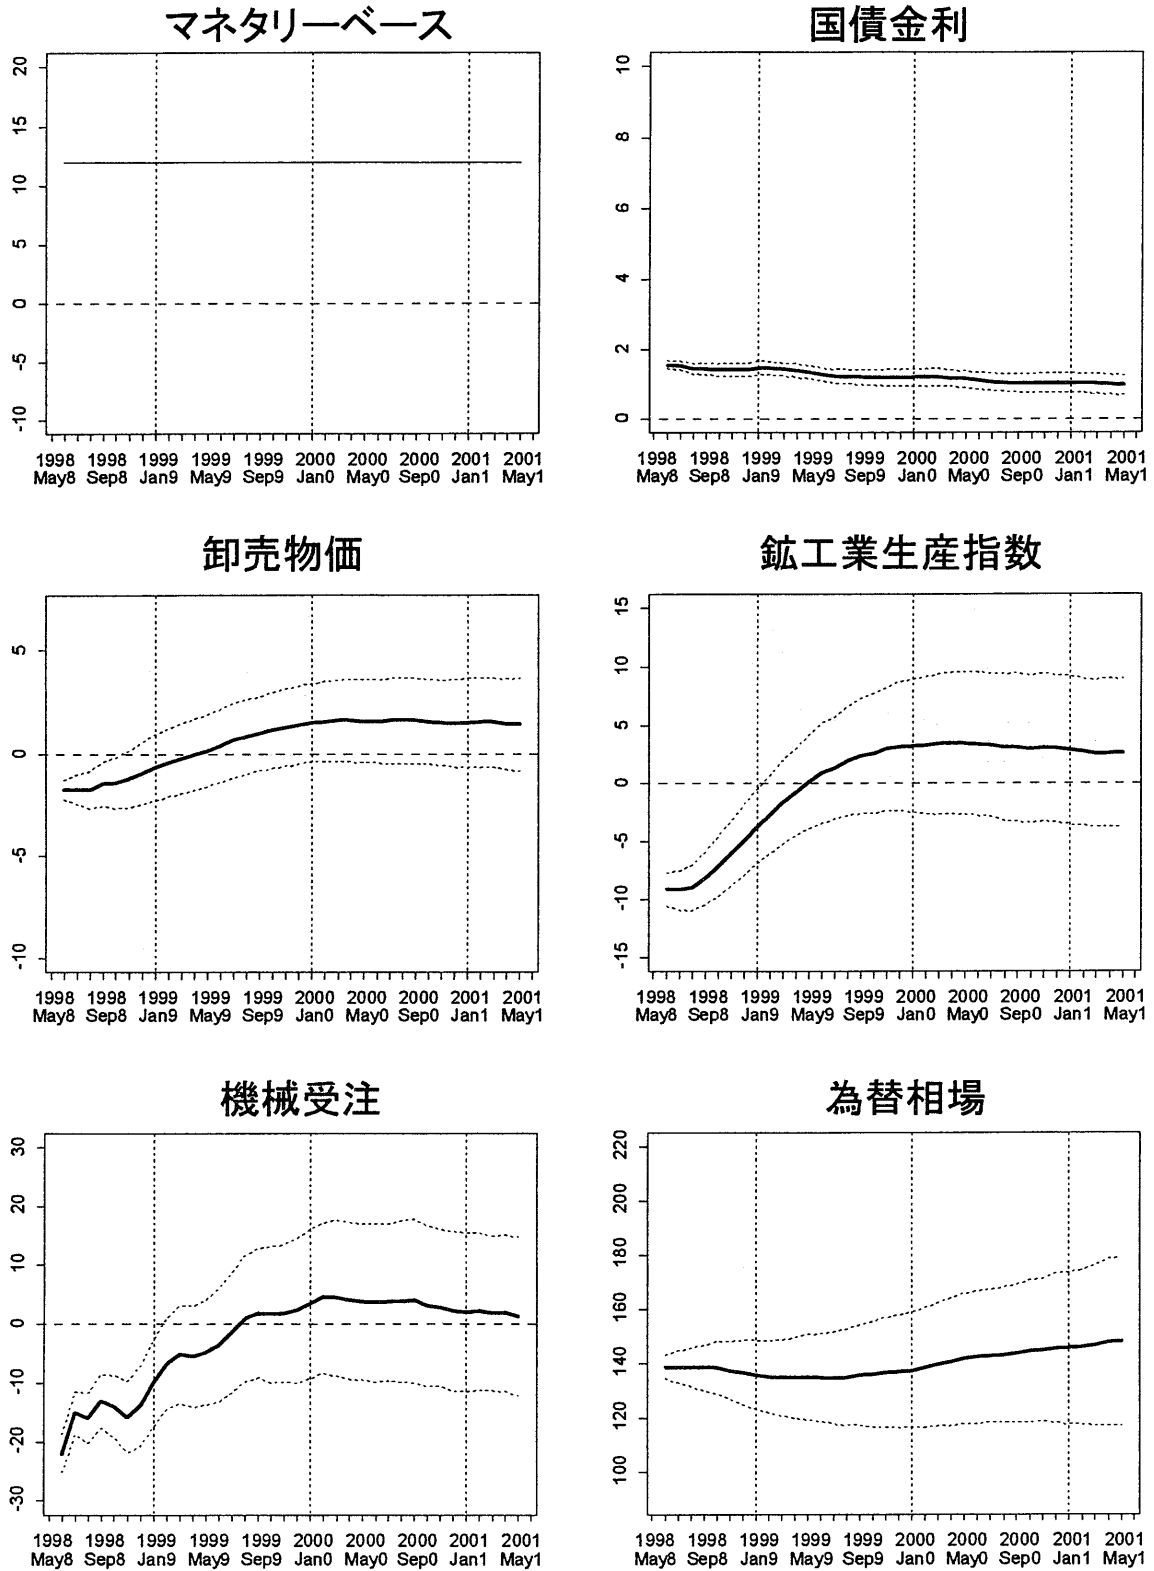 マネタリーベース
20
15
10
5
0
-5
-10
1998 1998 1999 1999 1999 2000 2000 2000 2001 2001
May8 Sep8 Jan9 May9 Sep9 Jan0 May0 Sep0 Jan1 May1
国債金利
10
8
6
4
2
0
1998 1998 1999 1999 1999 2000 2000 2000 2001 2001
May8 Sep8 Jan9 May9 Sep9 Jan0 May0 Sep0 Jan1 May1
卸売物価
5
0
-5
-10
1998 1998 1999 1999 1999 2000 2000 2000 2001 2001
May8 Sep8 Jan9 May9 Sep9 Jan0 May0 Sep0 Jan1 May1
鉱工業生産指数
15
10
5
0
-5
-10
-15
1998 1998 1999 1999 1999 2000 2000 2000 2001 2001
May8 Sep8 Jan9 May9 Sep9 Jan0 May0 Sep0 Jan1 May1
機械受注
30
20
10
0
-10
-20
-30
1998 1998 1999 1999 1999 2000 2000 2000 2001 2001
May8 Sep8 Jan9 May9 Sep9 Jan0 May0 Sep0 Jan1 May1
為替相場
220
200
180
160
140
120
100
1998 1998 1999 1999 1999 2000 2000 2000 2001 2001
May8 Sep8 Jan9 May9 Sep9 Jan0 May0 Sep0 Jan1 May1